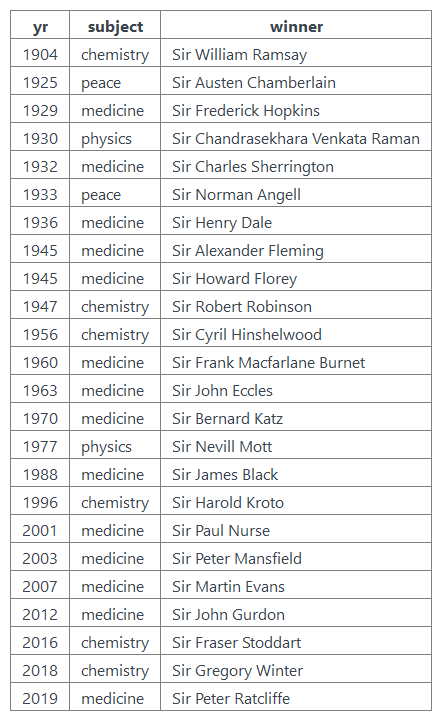 yr subject winner
1904 chemistry Sir William Ramsay
1925 peace Sir Austen Chamberlain
1929 medicine Sir Frederick Hopkins
1930 physics Sir Chandrasekhara Venkata Raman
1932 medicine Sir Charles Sherrington
1933 peace Sir Norman Angell
1936 medicine Sir Henry Dale
1945 medicine Sir Alexander Fleming
1945 medicine Sir Howard Florey
1947 chemistry Sir Robert Robinson
1956 chemistry Sir Cyril Hinshelwood
1960 medicine Sir Frank Macfarlane Burnet
1963 medicine Sir John Eccles
1970 medicine Sir Bernard Katz
1977 physics Sir Nevill Mott
1988 medicine Sir James Black
1996 chemistry Sir Harold Kroto
2001 medicine Sir Paul Nurse
2003 medicine Sir Peter Mansfield
2007 medicine Sir Martin Evans
2012 medicine Sir John Gurdon
2016 chemistry Sir Fraser Stoddart
2018 chemistry Sir Gregory Winter
2019 medicine Sir Peter Ratcliffe